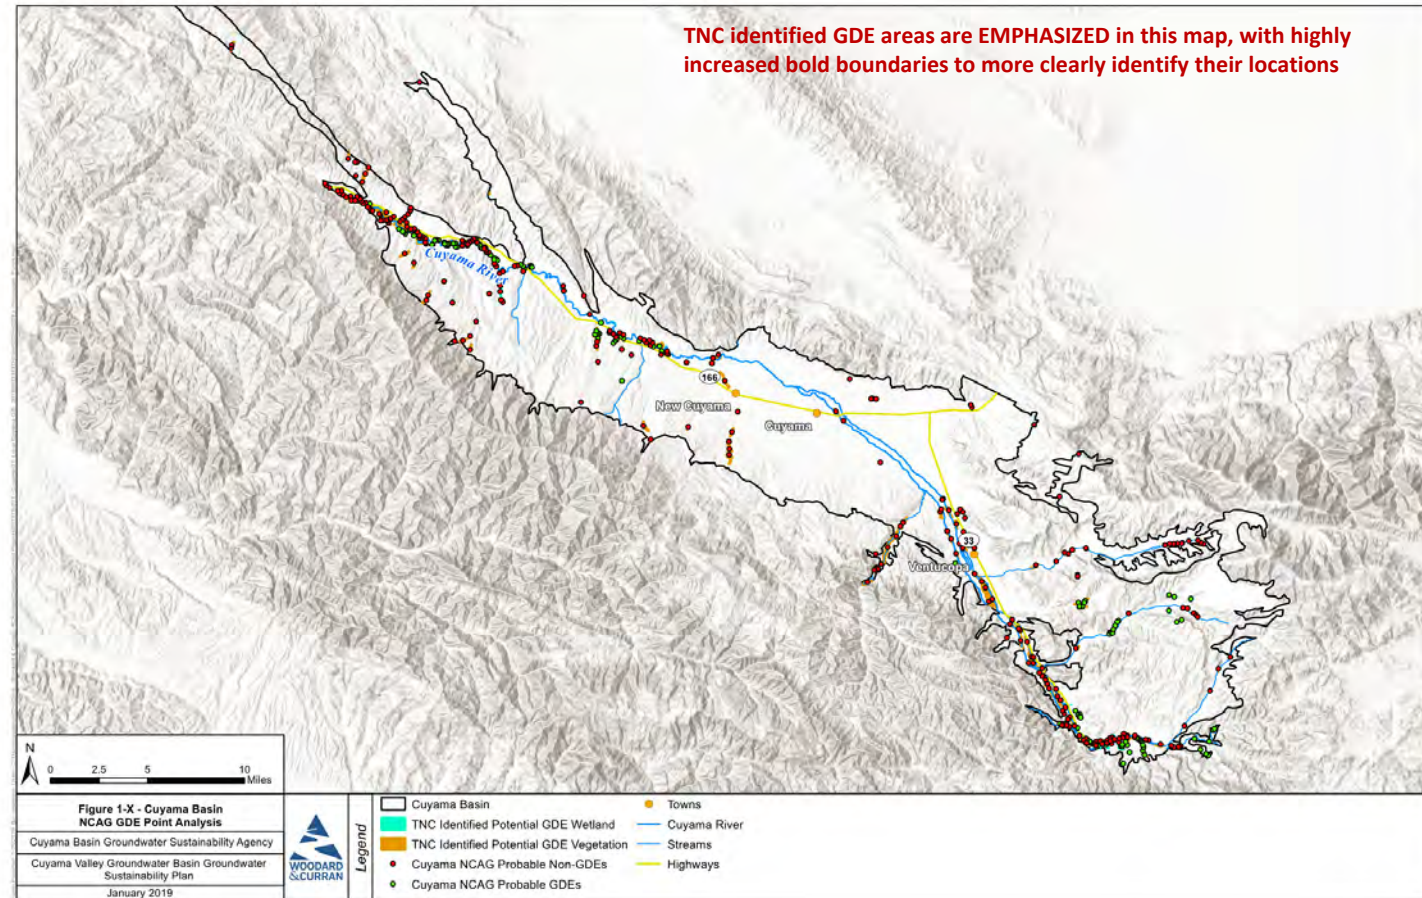 TNC identified GDE areas are EMPHASIZED in this map, with highly
increased bold boundaries to more clearly identify their locations
Cuyama River
166
New Cuyama
Cuyama
33
Ventucopa
N
0 2.5 5 10
Miles
Figure 1-X - Cuyama Basin
NCAG GDE Point Analysis
Cuyama Basin Groundwater Sustainability Agency
Cuyama Valley Groundwater Basin Groundwater
Sustainability Plan
January 2019
WOODARD
&CURRAN
Legend
Cuyama Basin
TNC Identified Potential GDE Wetland
TNC Identified Potential GDE Vegetation
Cuyama NCAG Probable Non-GDEs
Cuyama NCAG Probable GDEs
Towns
Cuyama River
Streams
Highways